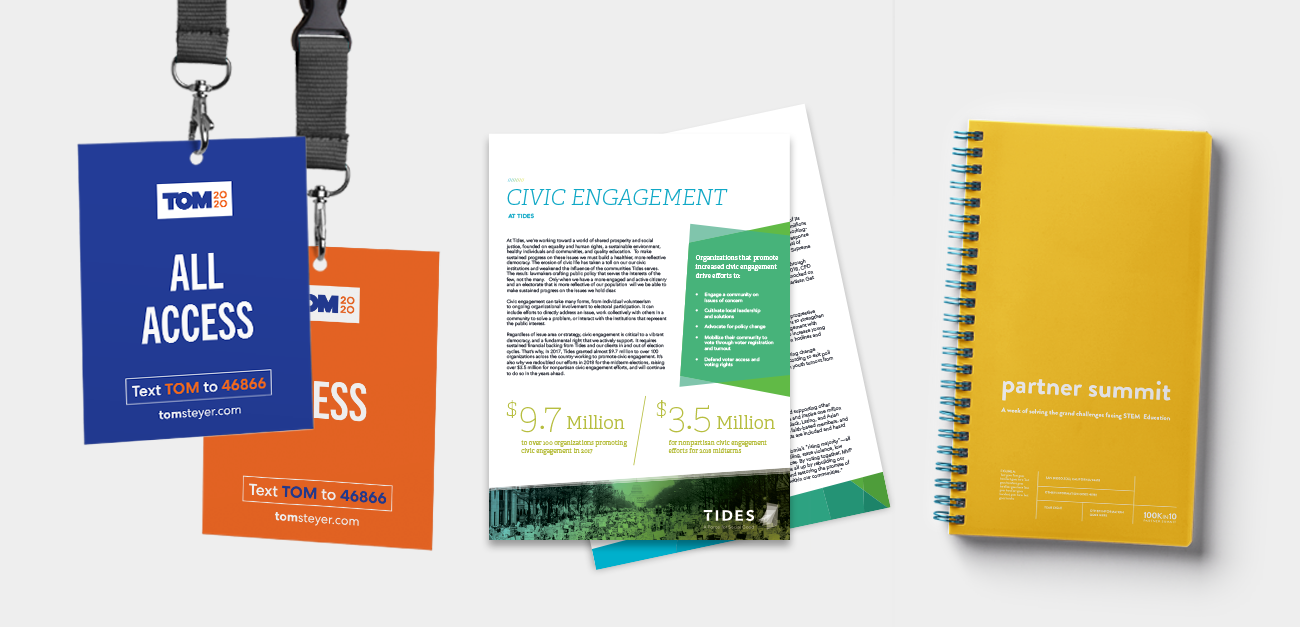 TOM 20
20
ALL
ACCESS
Text TOM to 46866
tomsteyer.com
OM 20
20
ESS
Text TOM to 46866
tomsteyer.com
CIVIC ENGAGEMENT
AT TIDES
At Tides, we're working toward a world of shared prosperity and social
justice, founded on equality and human rights, a sustainable environment,
healthy individuals and communities, and quality education. To make
sustained progress on these issues we must build a healthier, more reflective
democracy. The erosion of civic life has taken a toll on our civic
institutions and weakened the influence of the communities Tides serves.
The result: lawmakers crafting public policy that serves the interests of the
few, not the many. Only when we have a more engaged and active citizenry
and an electorate that is more reflective of our population will we be able to
make sustained progress on the issues we hold dear.
Civic engagement can take many forms, from individual volunteerism
to ongoing organizational involvement to electoral participation. It can
include efforts to directly address an issue, work collectively with others in a
community to solve a problem, or interact with the institutions that represent
the public interest.
Regardless of issue area or strategy, civic engagement is critical to a vibrant
democracy, and a fundamental right that we actively support. It requires
sustained financial backing from Tides and our clients in and out of election
cycles. That's why, in 2017, Tides granted almost $9.7 million to over 100
organizations across the country working to promote civic engagement. It's
also why we redoubled our efforts in 2018 for the midterm elections, raising
over $3.5 million for nonpartisan civic engagement efforts, and will continue
to do so in the years ahead.
Organizations that promote
increased civic engagement
drive efforts to:
• Engage a community on
issues of concern
• Cultivate local leadership
and solutions
• Advocate for policy change
• Mobilize their community to
vote through voter registration
and turnout
• Defend voter access and
voting rights
$9.7 Million
to over 100 organizations promoting
civic engagement in 2017
$3.5 Million
for nonpartisan civic engagement
efforts for 2018 midterms
TIDES
partner summit
A week of solving the grand challenges facing STEM Education
100Kin10